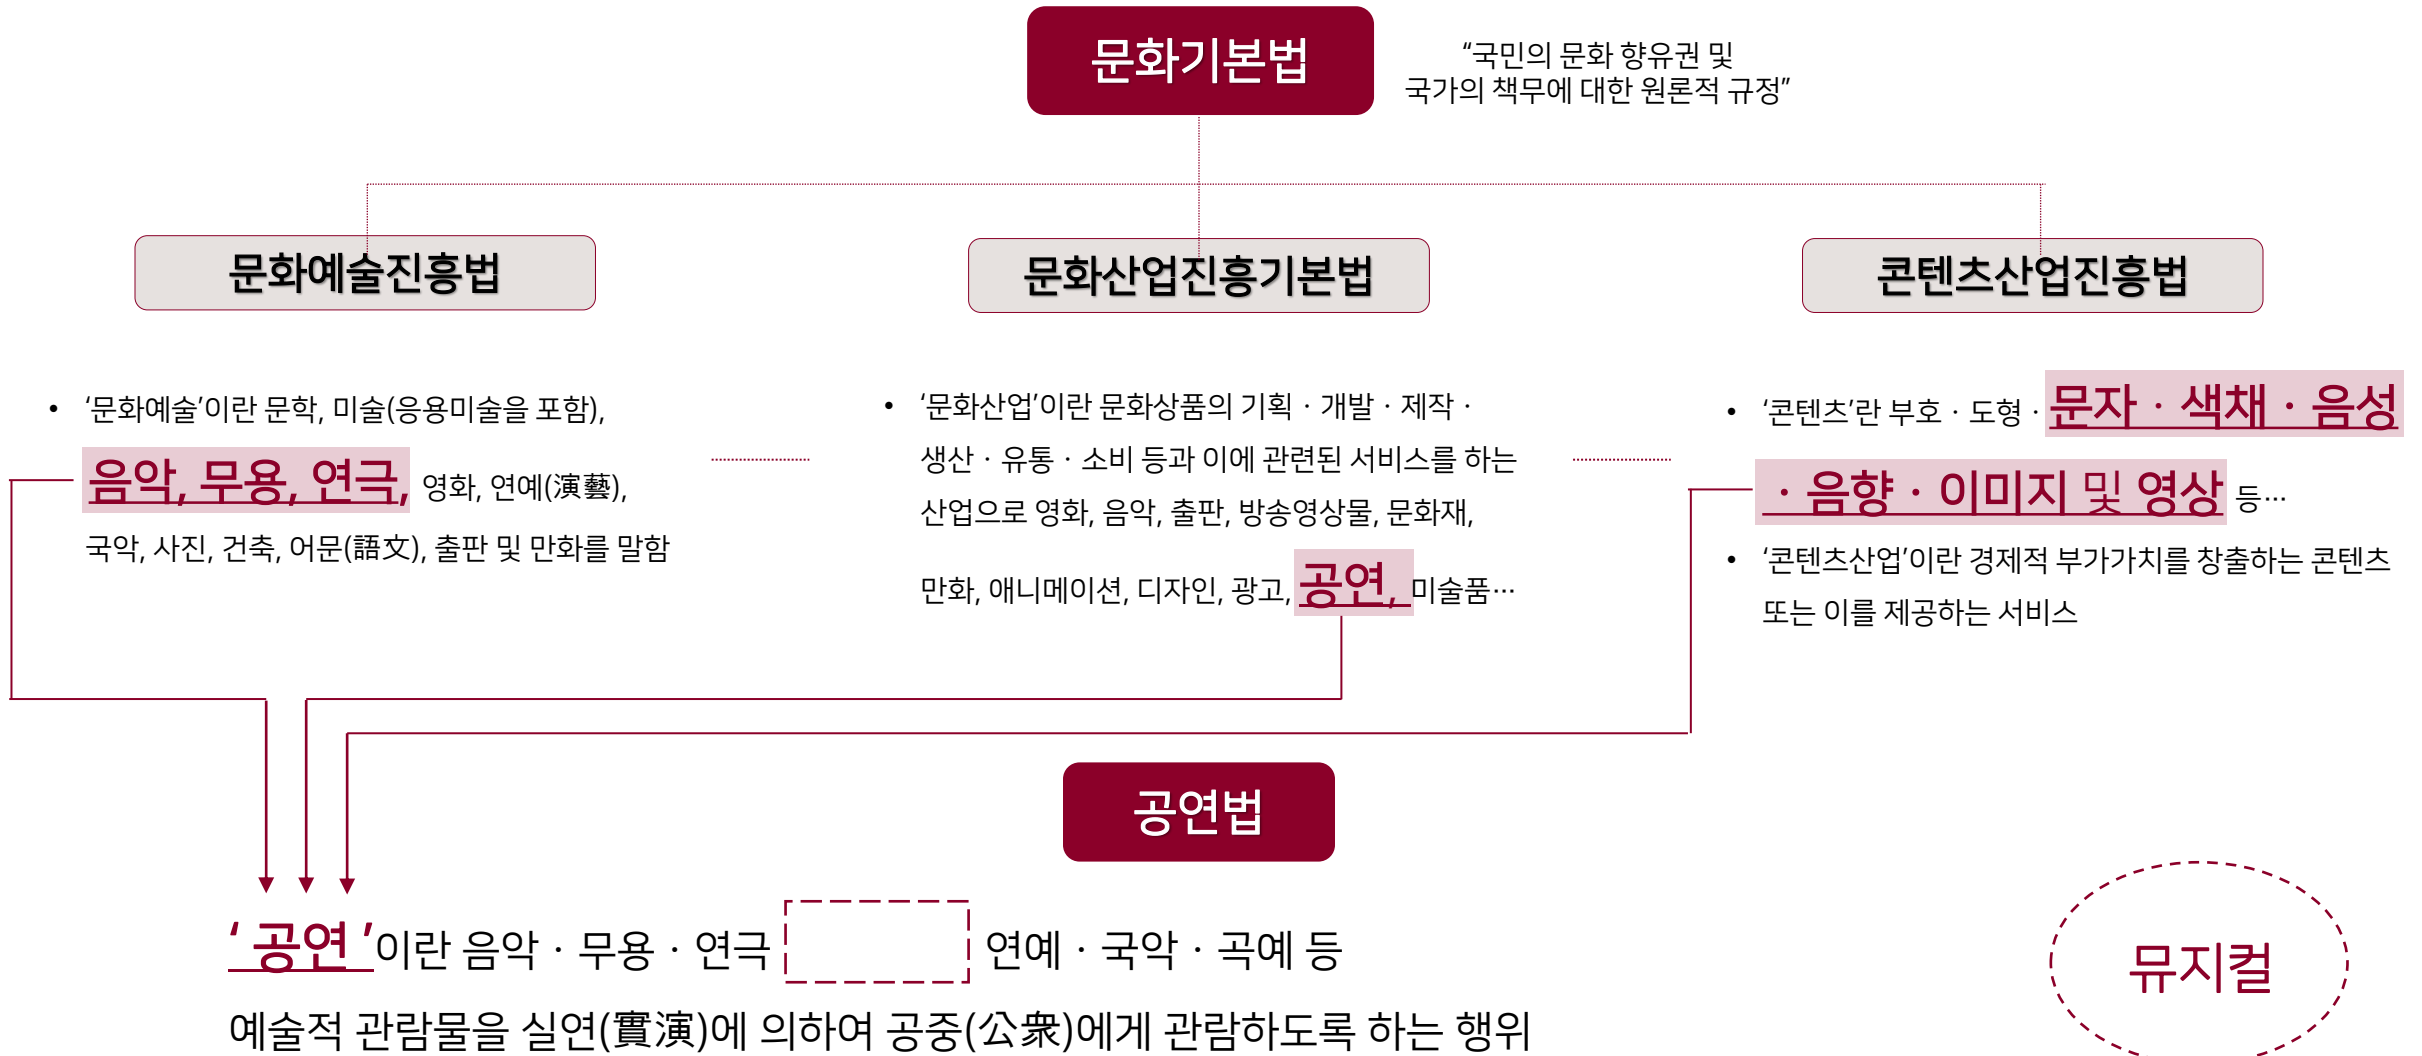 문화기본법
“국민의 문화 향유권 및
국가의 책무에 대한 원론적 규정”
문화예술진흥법
• ‘문화예술’이란 문학, 미술(응용미술을 포함),
음악, 무용, 연극, 영화, 연예(演藝),
국악, 사진, 건축, 어문(語文), 출판 및 만화를 말함
문화산업진흥기본법
• ‘문화산업’이란 문화상품의 기획 · 개발 · 제작 ·
생산 · 유통 · 소비 등과 이에 관련된 서비스를 하는
산업으로 영화, 음악, 출판, 방송영상물, 문화재,
만화, 애니메이션, 디자인, 광고, 공연, 미술품…
콘텐츠산업진흥법
• ‘콘텐츠’란 부호 · 도형 · 문자 · 색채 · 음성
· 음향 · 이미지 및 영상 등…
• ‘콘텐츠산업’이란 경제적 부가가치를 창출하는 콘텐츠
또는 이를 제공하는 서비스
공연법
‘ 공연 ’이란 음악 · 무용 · 연극 연예 · 국악 · 곡예 등
예술적 관람물을 실연(實演)에 의하여 공중(公衆)에게 관람하도록 하는 행위
뮤지컬